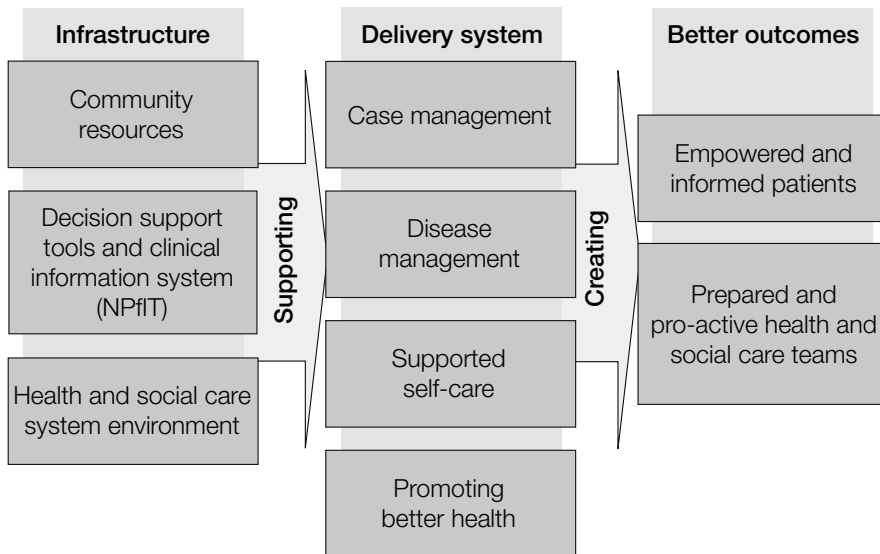 Infrastructure
Community
resources
Decision support
tools and clinical
information system
(NPfIT)
Health and social care
system environment
Supporting
Delivery system
Case management
Disease
management
Supported
self-care
Promoting
better health
Creating
Better outcomes
Empowered and
informed patients
Prepared and
pro-active health and
social care teams